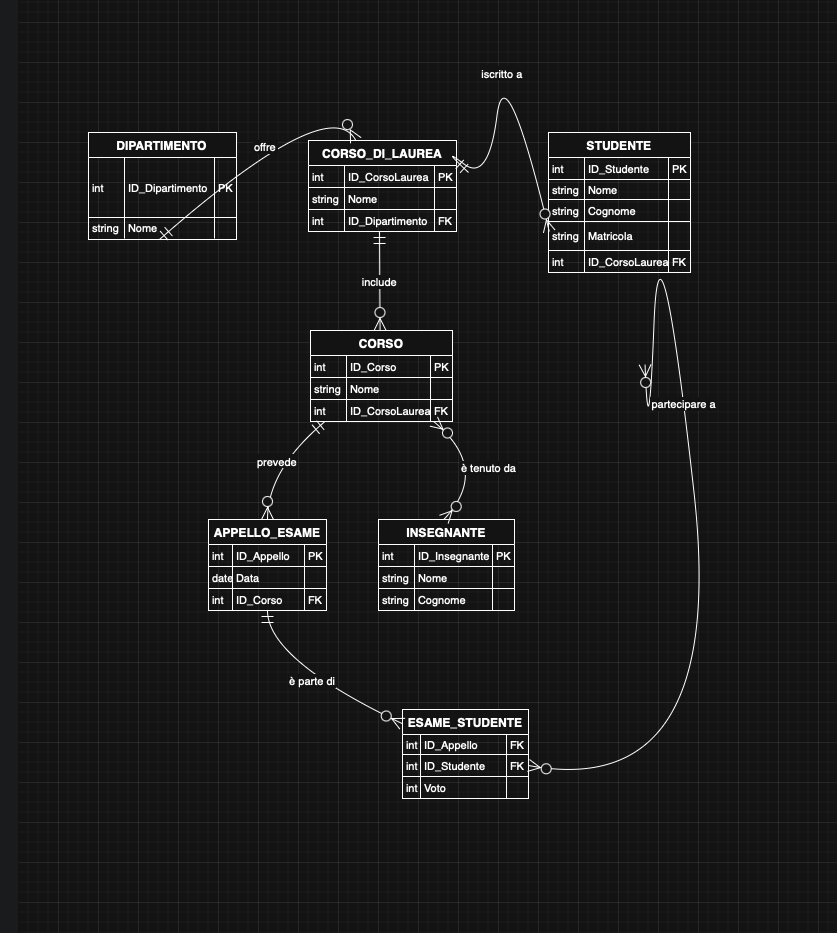 iscritto a
offre
DIPARTIMENTO
int ID_Dipartimento PK
string Nome
CORSO_DI_LAUREA
int ID_CorsoLaurea PK
string Nome
int ID_Dipartimento FK
STUDENTE
int ID_Studente PK
string Nome
string Cognome
string Matricola
int ID_CorsoLaurea FK
include
CORSO
int ID_Corso PK
string Nome
int ID_CorsoLaurea FK
partecipare a
prevede
è tenuto da
APPELLO_ESAME
int ID_Appello PK
date Data
int ID_Corso FK
INSEGNANTE
int ID_Insegnante PK
string Nome
string Cognome
è parte di
ESAME_STUDENTE
int ID_Appello FK
int ID_Studente FK
int Voto